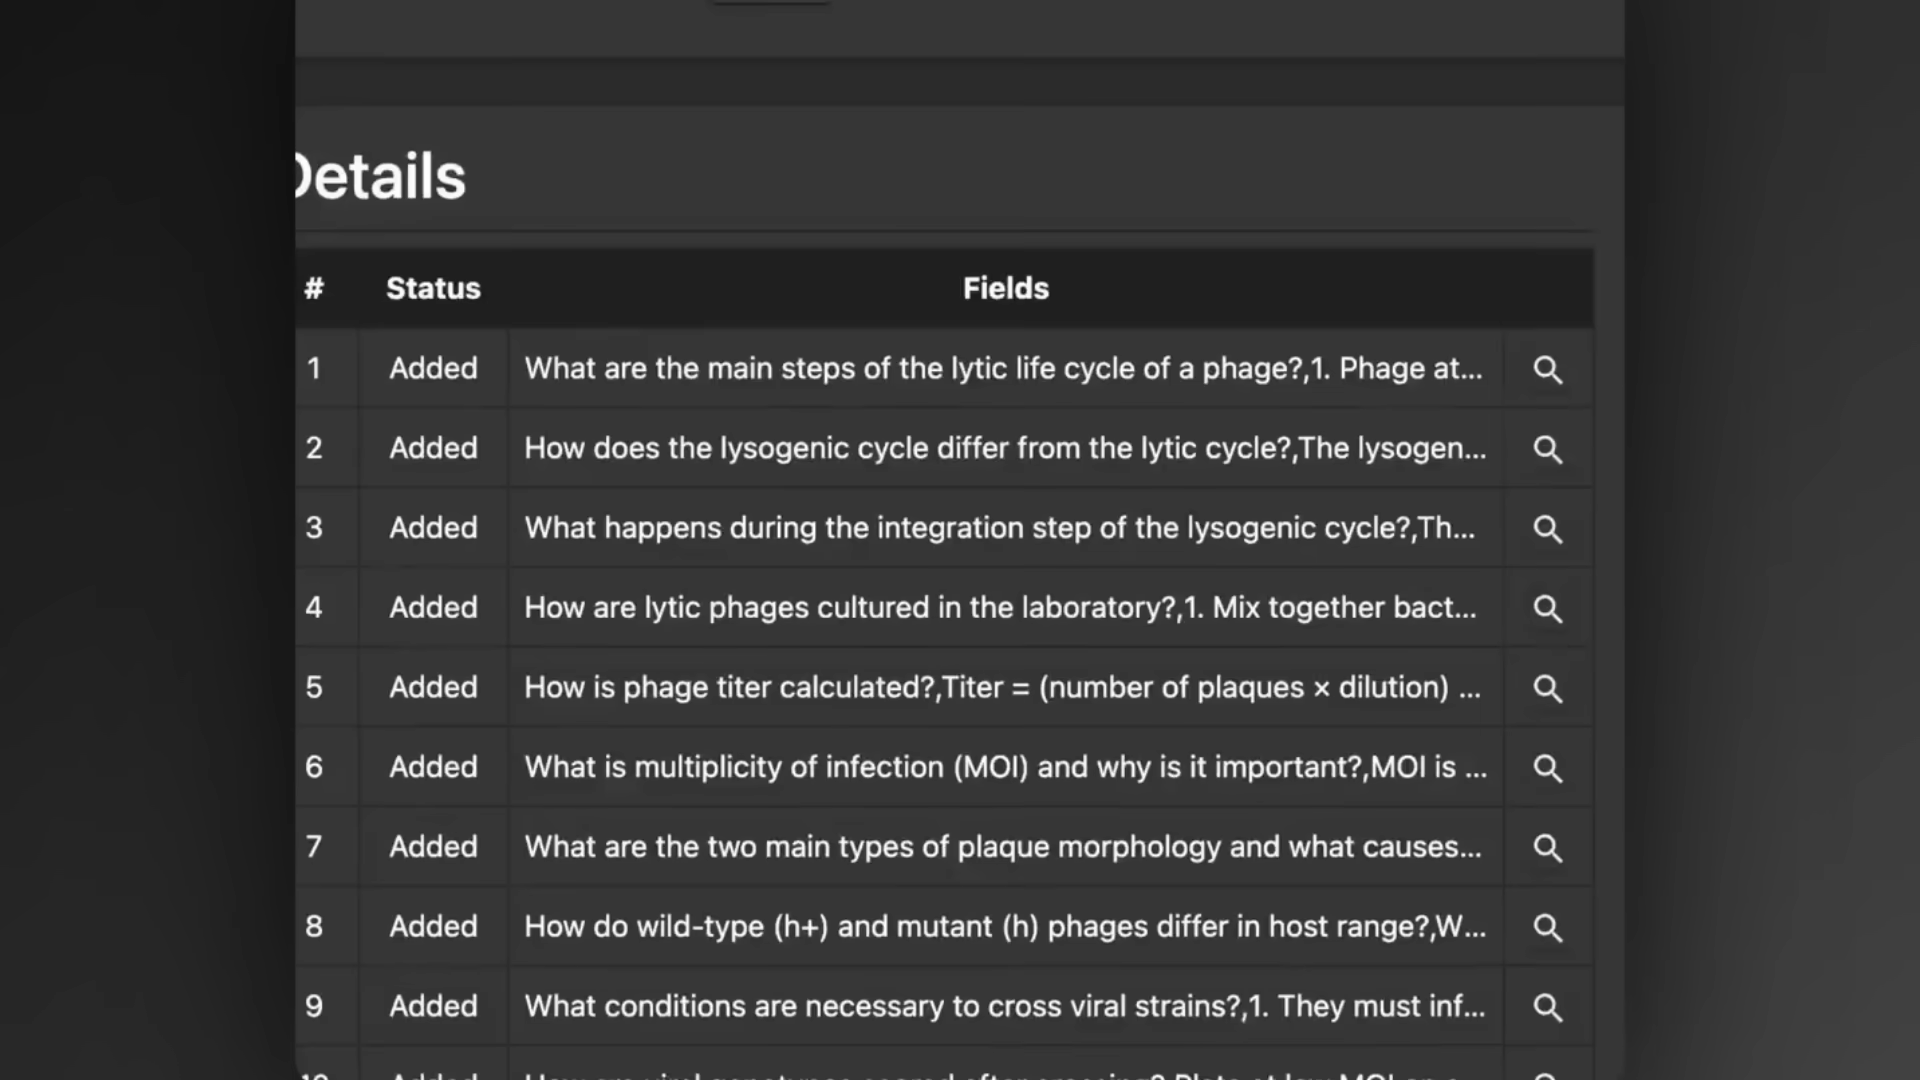 Details
# Status Fields
1 Added What are the main steps of the lytic life cycle of a phage?,1. Phage at...
2 Added How does the lysogenic cycle differ from the lytic cycle?,The lysogen...
3 Added What happens during the integration step of the lysogenic cycle?,Th...
4 Added How are lytic phages cultured in the laboratory?,1. Mix together bact...
5 Added How is phage titer calculated?,Titer = (number of plaques × dilution) ...
6 Added What is multiplicity of infection (MOI) and why is it important?,MOI is ...
7 Added What are the two main types of plaque morphology and what causes...
8 Added How do wild-type (h+) and mutant (h) phages differ in host range?,W...
9 Added What conditions are necessary to cross viral strains?,1. They must inf...